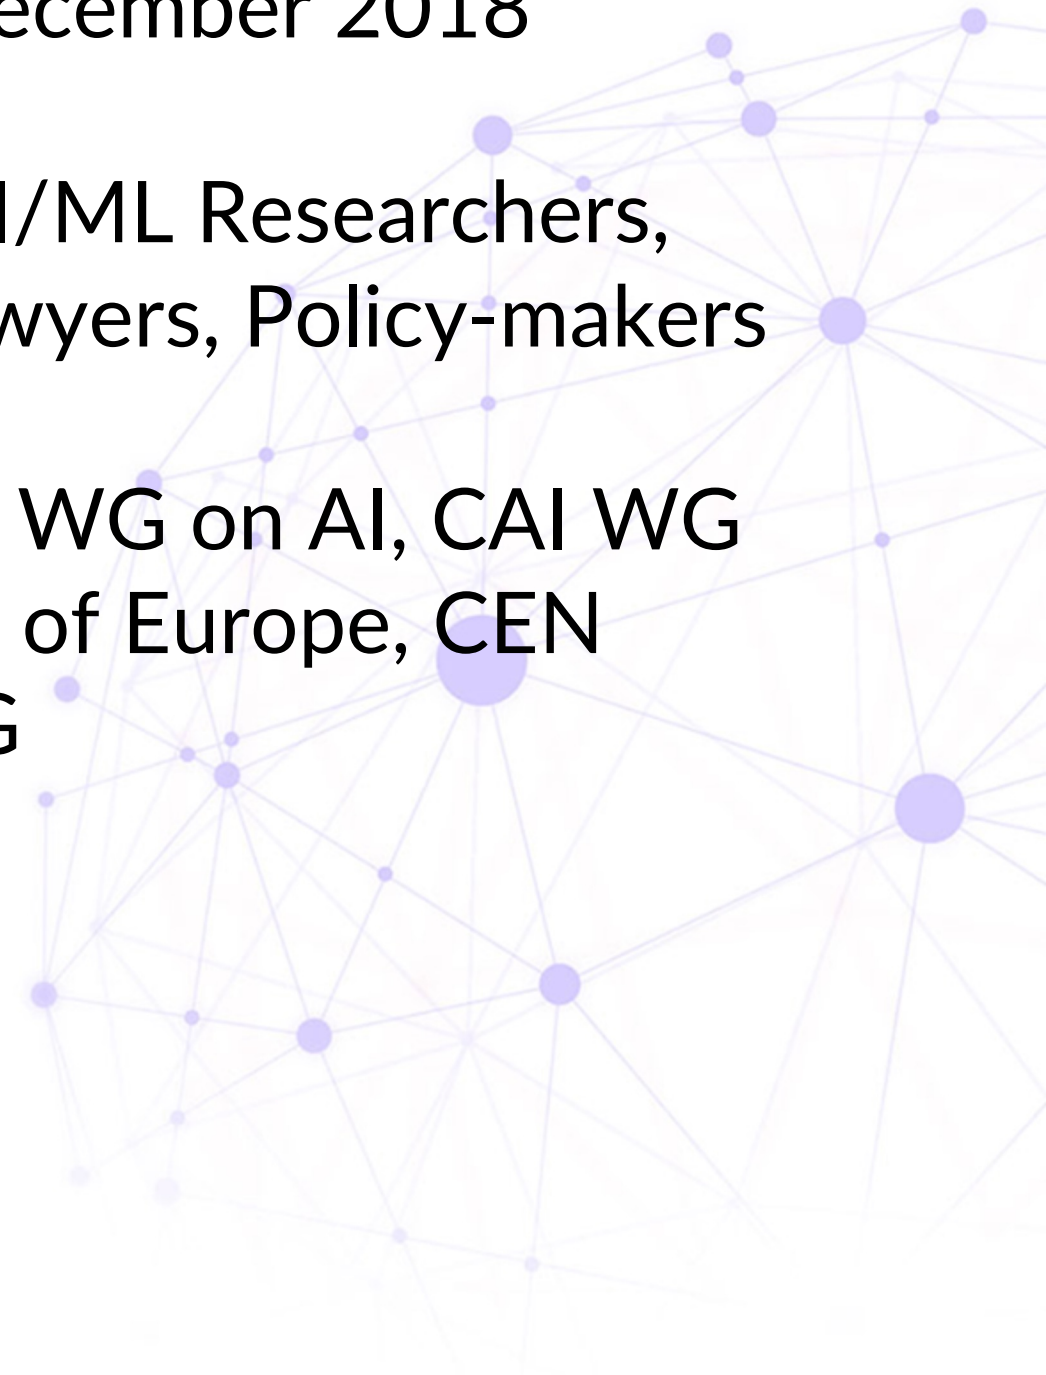 ecember 2018
I/ML Researchers,
wyers, Policy-makers
WG on AI, CAI WG
of Europe, CEN
G